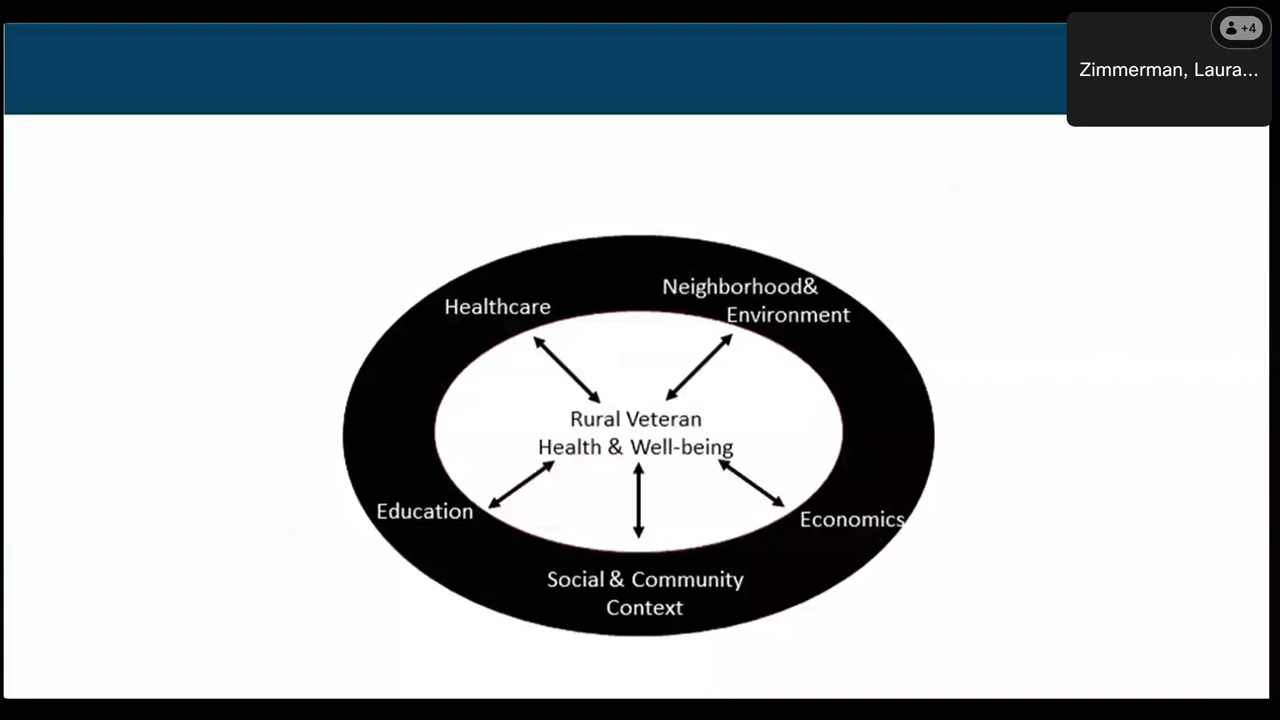 +4
Zimmerman, Laura...
Healthcare
Neighborhood&
Environment
Rural Veteran
Health & Well-being
Education
Economics
Social & Community
Context